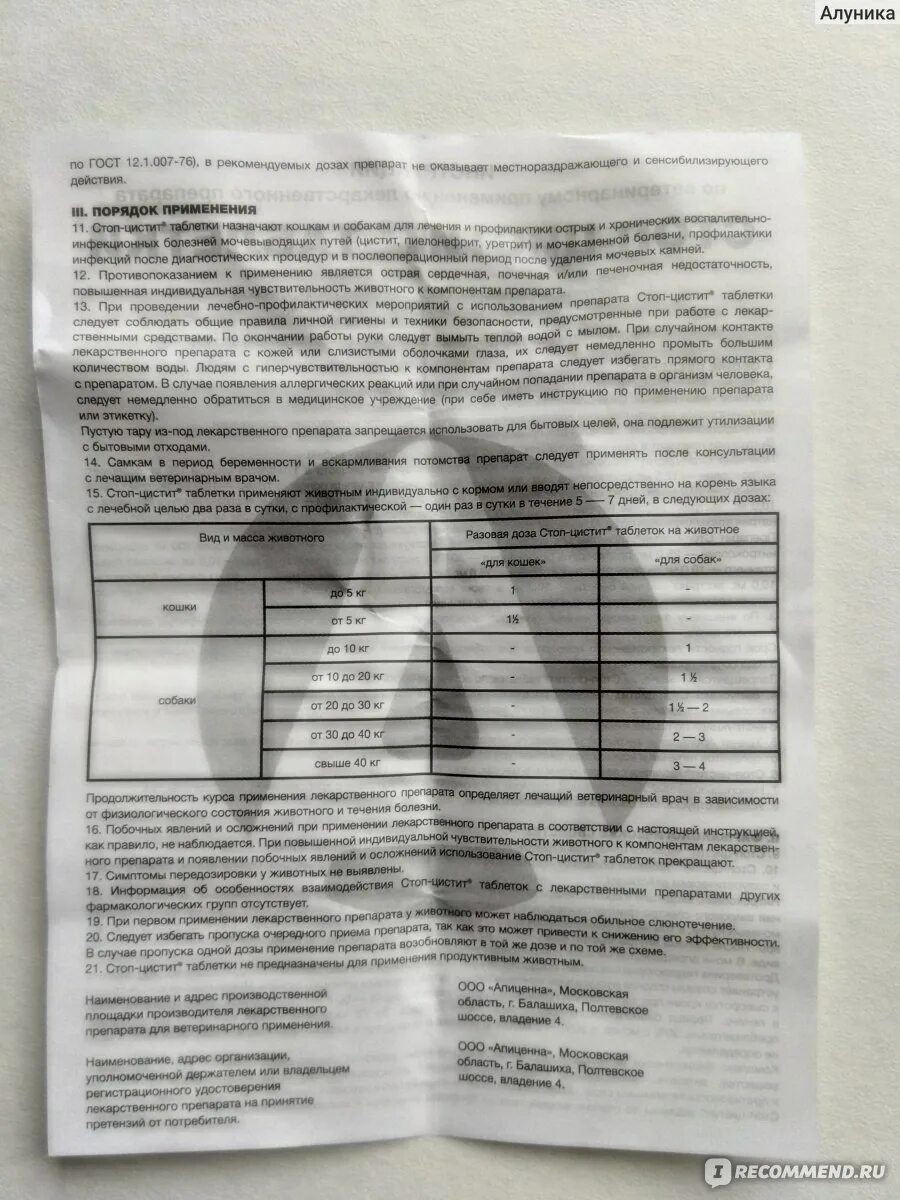 Алуника
по ГОСТ 12.1.007-76), в рекомендуемых дозах препарат не оказывает местнораздражающего и сенсибилизирующего
действия.
III. ПОРЯДОК ПРИМЕНЕНИЯ
11. Стоп-цистит® таблетки назначают кошкам и собакам для лечения и профилактики острых и хронических воспалительно-
инфекционных болезней мочевыводящих путей (цистит, пиелонефрит, уретрит) и мочекаменной болезни, профилактики
инфекций после диагностических процедур и в послеоперационный период после удаления мочевых камней.
12. Противопоказанием к применению является острая сердечная, почечная и/или печеночная недостаточность,
повышенная индивидуальная чувствительность животного к компонентам препарата.
13. При проведении лечебно-профилактических мероприятий с использованием препарата Стоп-цистит® таблетки
следует соблюдать общие правила личной гигиены и техники безопасности, предусмотренные при работе с лекар-
ственными средствами. По окончании работы руки следует вымыть теплой водой с мылом. При случайном контакте
лекарственного препарата с кожей или слизистыми оболочками глаза, их следует немедленно промыть большим
количеством воды. Людям с гиперчувствительностью к компонентам препарата следует избегать прямого контакта
с препаратом. В случае появления аллергических реакций или при случайном попадании препарата в организм человека,
следует немедленно обратиться в медицинское учреждение (при себе иметь инструкцию по применению препарата
или этикетку).
Пустую тару из-под лекарственного препарата запрещается использовать для бытовых целей, она подлежит утилизации
с бытовыми отходами.
14. Самкам в период беременности и вскармливания потомства препарат следует применять после консультации
с лечащим ветеринарным врачом.
15. Стоп-цистит® таблетки применяют животным индивидуально с кормом или вводят непосредственно на корень языка
с лечебной целью два раза в сутки, с профилактической — один раз в сутки в течение 5 — 7 дней, в следующих дозах:
Вид и масса животного
Разовая доза Стоп-цистит® таблеток на животное
«для кошек»
«для собак»
кошки
до 5 кг
1
-
от 5 кг
1½
-
собаки
до 10 кг
-
1
от 10 до 20 кг
-
1 ½
от 20 до 30 кг
-
1 ½ — 2
от 30 до 40 кг
-
2 — 3
свыше 40 кг
-
3 — 4
Продолжительность курса применения лекарственного препарата определяет лечащий ветеринарный врач в зависимости
от физиологического состояния животного и течения болезни.
16. Побочных явлений и осложнений при применении лекарственного препарата в соответствии с настоящей инструкцией,
как правило, не наблюдается. При повышенной индивидуальной чувствительности животного к компонентам лекарствен-
ного препарата и появлении побочных явлений и осложнений использование Стоп-цистит® таблеток прекращают.
17. Симптомы передозировки у животных не выявлены.
18. Информация об особенностях взаимодействия Стоп-цистит® таблеток с лекарственными препаратами других
фармакологических групп отсутствует.
19. При первом применении лекарственного препарата у животного может наблюдаться обильное слюнотечение.
20. Следует избегать пропуска очередного приема препарата, так как это может привести к снижению его эффективности.
В случае пропуска одной дозы применение препарата возобновляют в той же дозе и по той же схеме.
21. Стоп-цистит® таблетки не предназначены для применения продуктивным животным.
Наименование и адрес производственной
площадки производителя лекарственного
препарата для ветеринарного применения.
ООО «Апиценна», Московская
область, г. Балашиха, Полтевское
шоссе, владение 4.
Наименование, адрес организации,
уполномоченной держателем или владельцем
регистрационного удостоверения
лекарственного препарата на принятие
претензий от потребителя.
ООО «Апиценна», Московская
область, г. Балашиха, Полтевское
шоссе, владение 4.
IRECOMMEND.RU